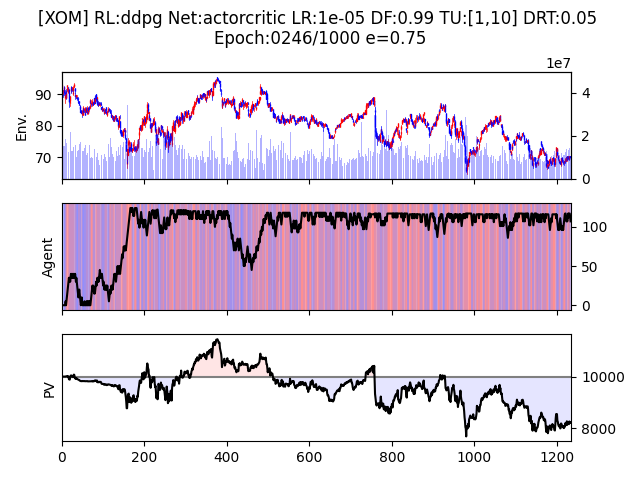 [XOM] RL:ddpg Net:actorcritic LR:1e-05 DF:0.99 TU:[1,10] DRT:0.05
Epoch:0246/1000 e=0.75
1e7
Env.
90
80
70
4
2
0
Agent
100
50
0
PV
10000
8000
0 200 400 600 800 1000 1200